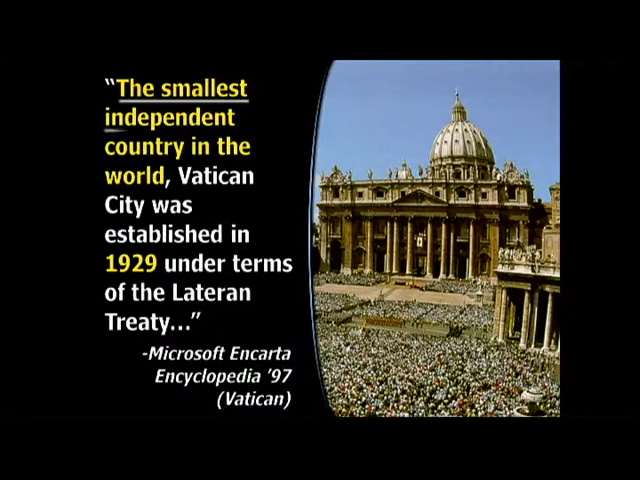 “The smallest
independent
country in the
world, Vatican
City was
established in
1929 under terms
of the Lateran
Treaty...”
-Microsoft Encarta
Encyclopedia ’97
(Vatican)